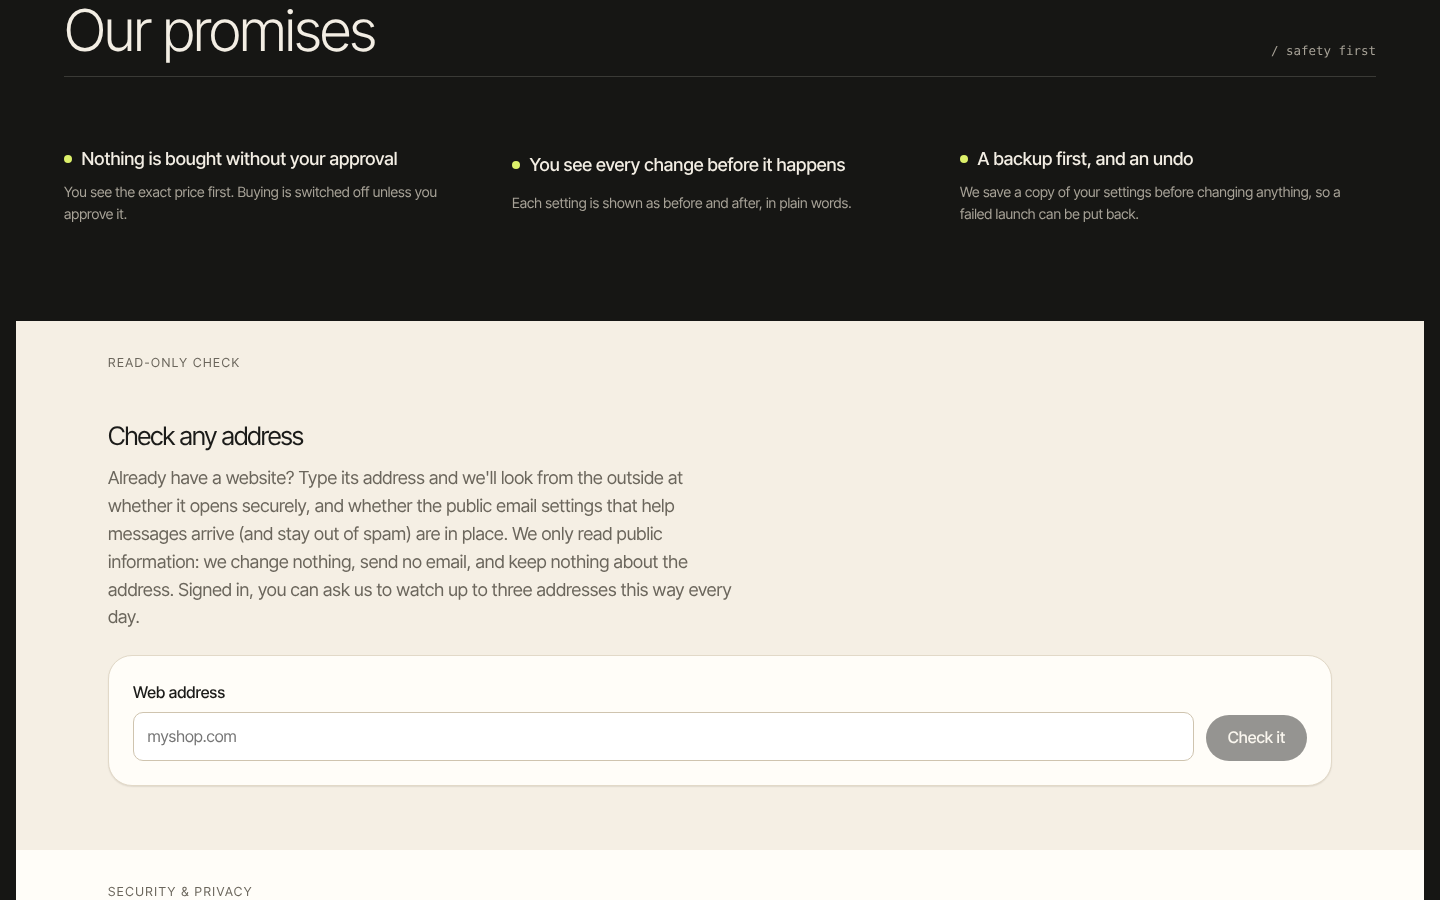 Our promises
/ safety first
Nothing is bought without your approval
You see the exact price first. Buying is switched off unless you
approve it.
You see every change before it happens
Each setting is shown as before and after, in plain words.
A backup first, and an undo
We save a copy of your settings before changing anything, so a
failed launch can be put back.
READ-ONLY CHECK
Check any address
Already have a website? Type its address and we'll look from the outside at
whether it opens securely, and whether the public email settings that help
messages arrive (and stay out of spam) are in place. We only read public
information: we change nothing, send no email, and keep nothing about the
address. Signed in, you can ask us to watch up to three addresses this way every
day.
Web address
myshop.com
Check it
SECURITY & PRIVACY